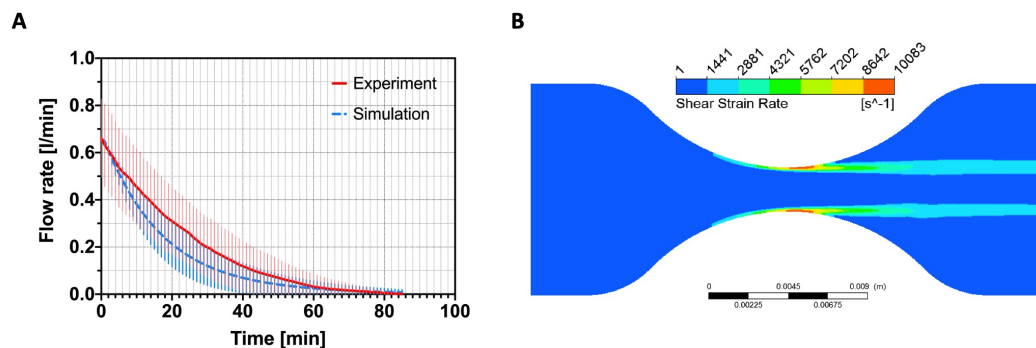 A
Flow rate [l/min]
1.0
0.8
0.6
0.4
0.2
0.0
0 20 40 60 80 100
Time [min]
Experiment
Simulation
B
1 1441 2881 4321 5762 7202 8642 10083
Shear Strain Rate [s^-1]
0 0.0045 0.009 (m)
0.00225 0.00675